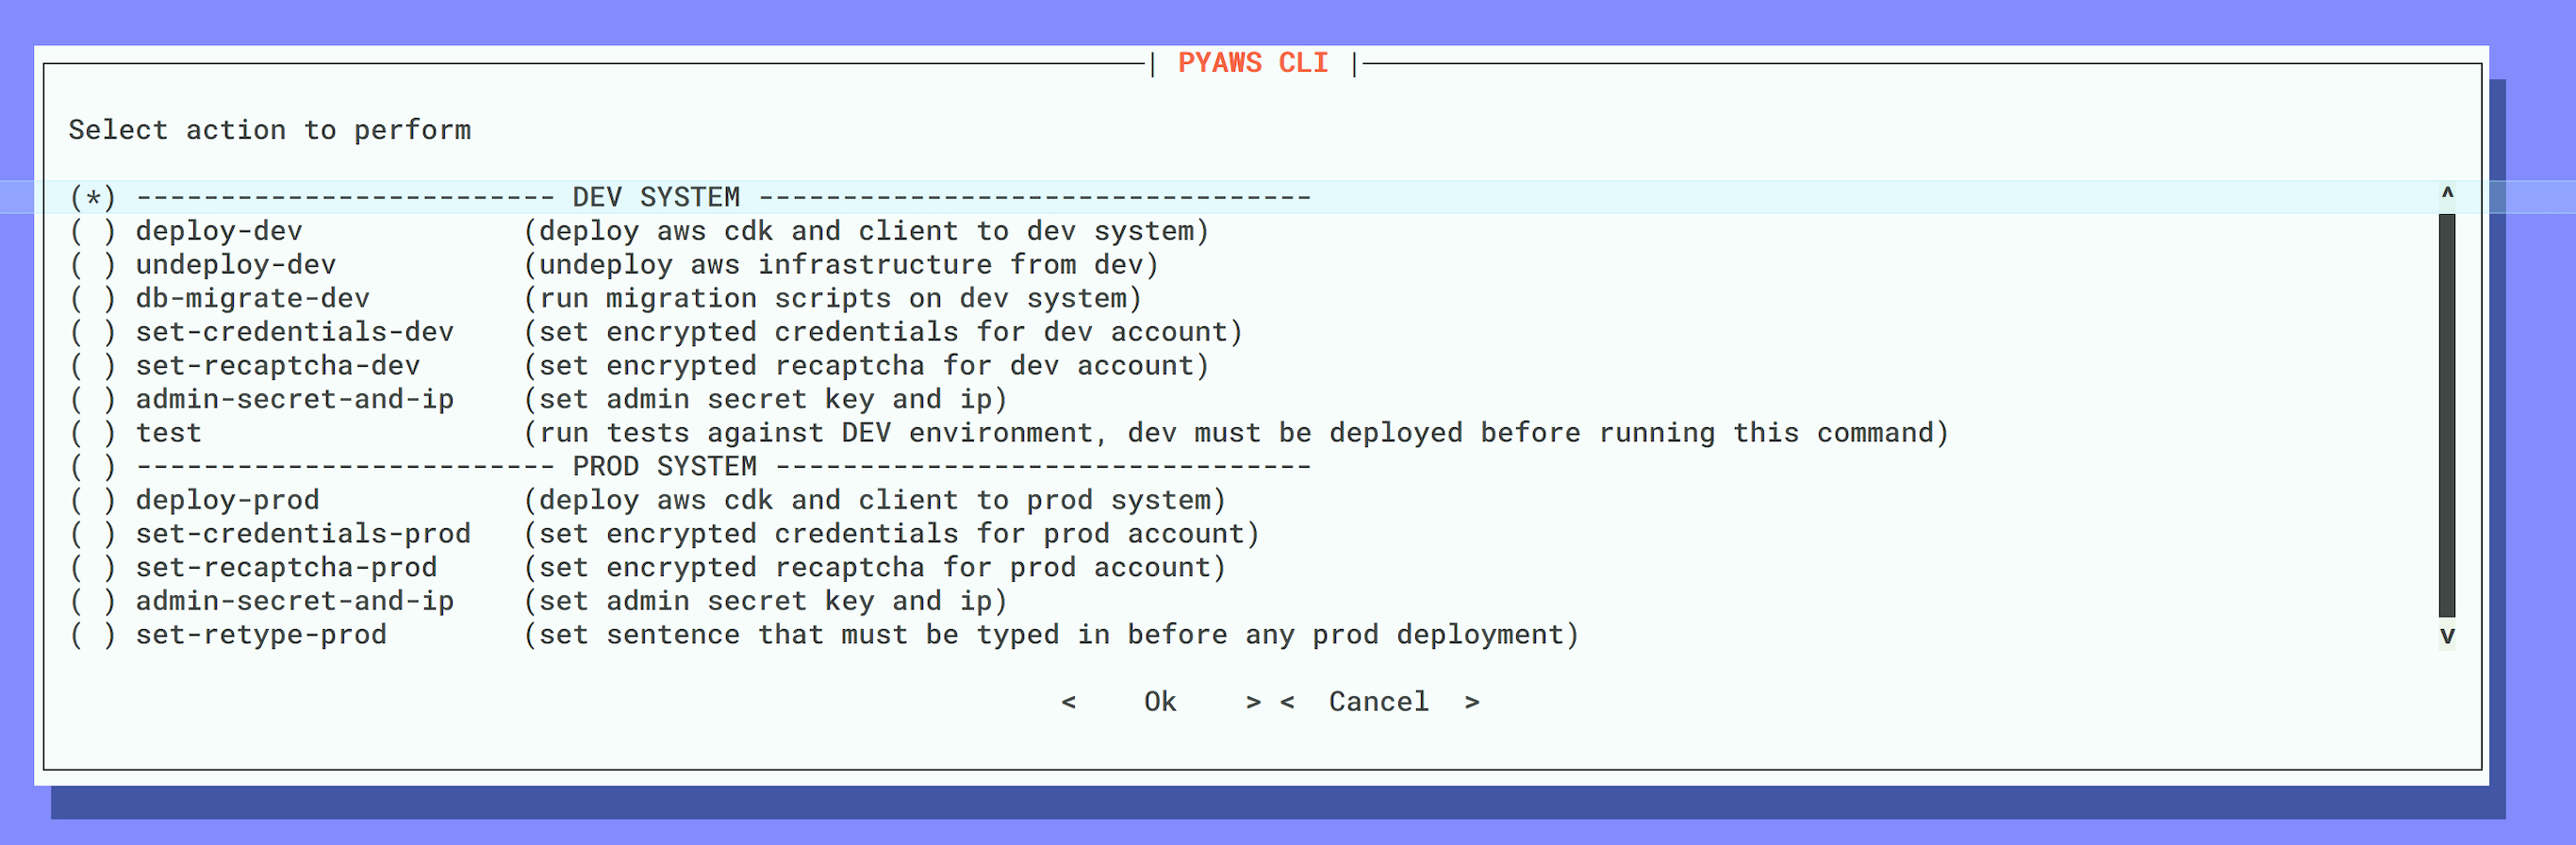 | PYAWS CLI |
Select action to perform
(*) ------------------------- DEV SYSTEM --------------------------------- ^
( ) deploy-dev             (deploy aws cdk and client to dev system)
( ) undeploy-dev           (undeploy aws infrastructure from dev)
( ) db-migrate-dev         (run migration scripts on dev system)
( ) set-credentials-dev    (set encrypted credentials for dev account)
( ) set-recaptcha-dev      (set encrypted recaptcha for dev account)
( ) admin-secret-and-ip    (set admin secret key and ip)
( ) test                   (run tests against DEV environment, dev must be deployed before running this command)
( ) ------------------------- PROD SYSTEM --------------------------------
( ) deploy-prod            (deploy aws cdk and client to prod system)
( ) set-credentials-prod   (set encrypted credentials for prod account)
( ) set-recaptcha-prod     (set encrypted recaptcha for prod account)
( ) admin-secret-and-ip    (set admin secret key and ip)
( ) set-retype-prod        (set sentence that must be typed in before any prod deployment) v
<    Ok    > <  Cancel  >